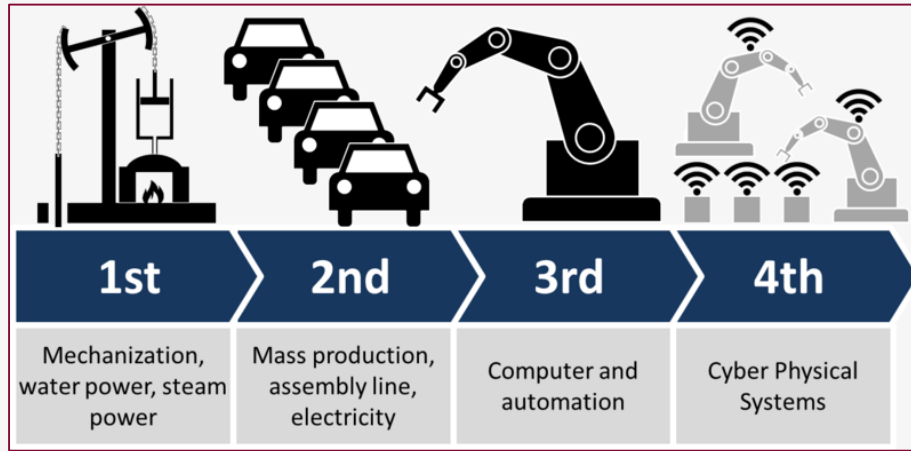 1st
2nd
3rd
4th
Mechanization,
water power, steam
power
Mass production,
assembly line,
electricity
Computer and
automation
Cyber Physical
Systems